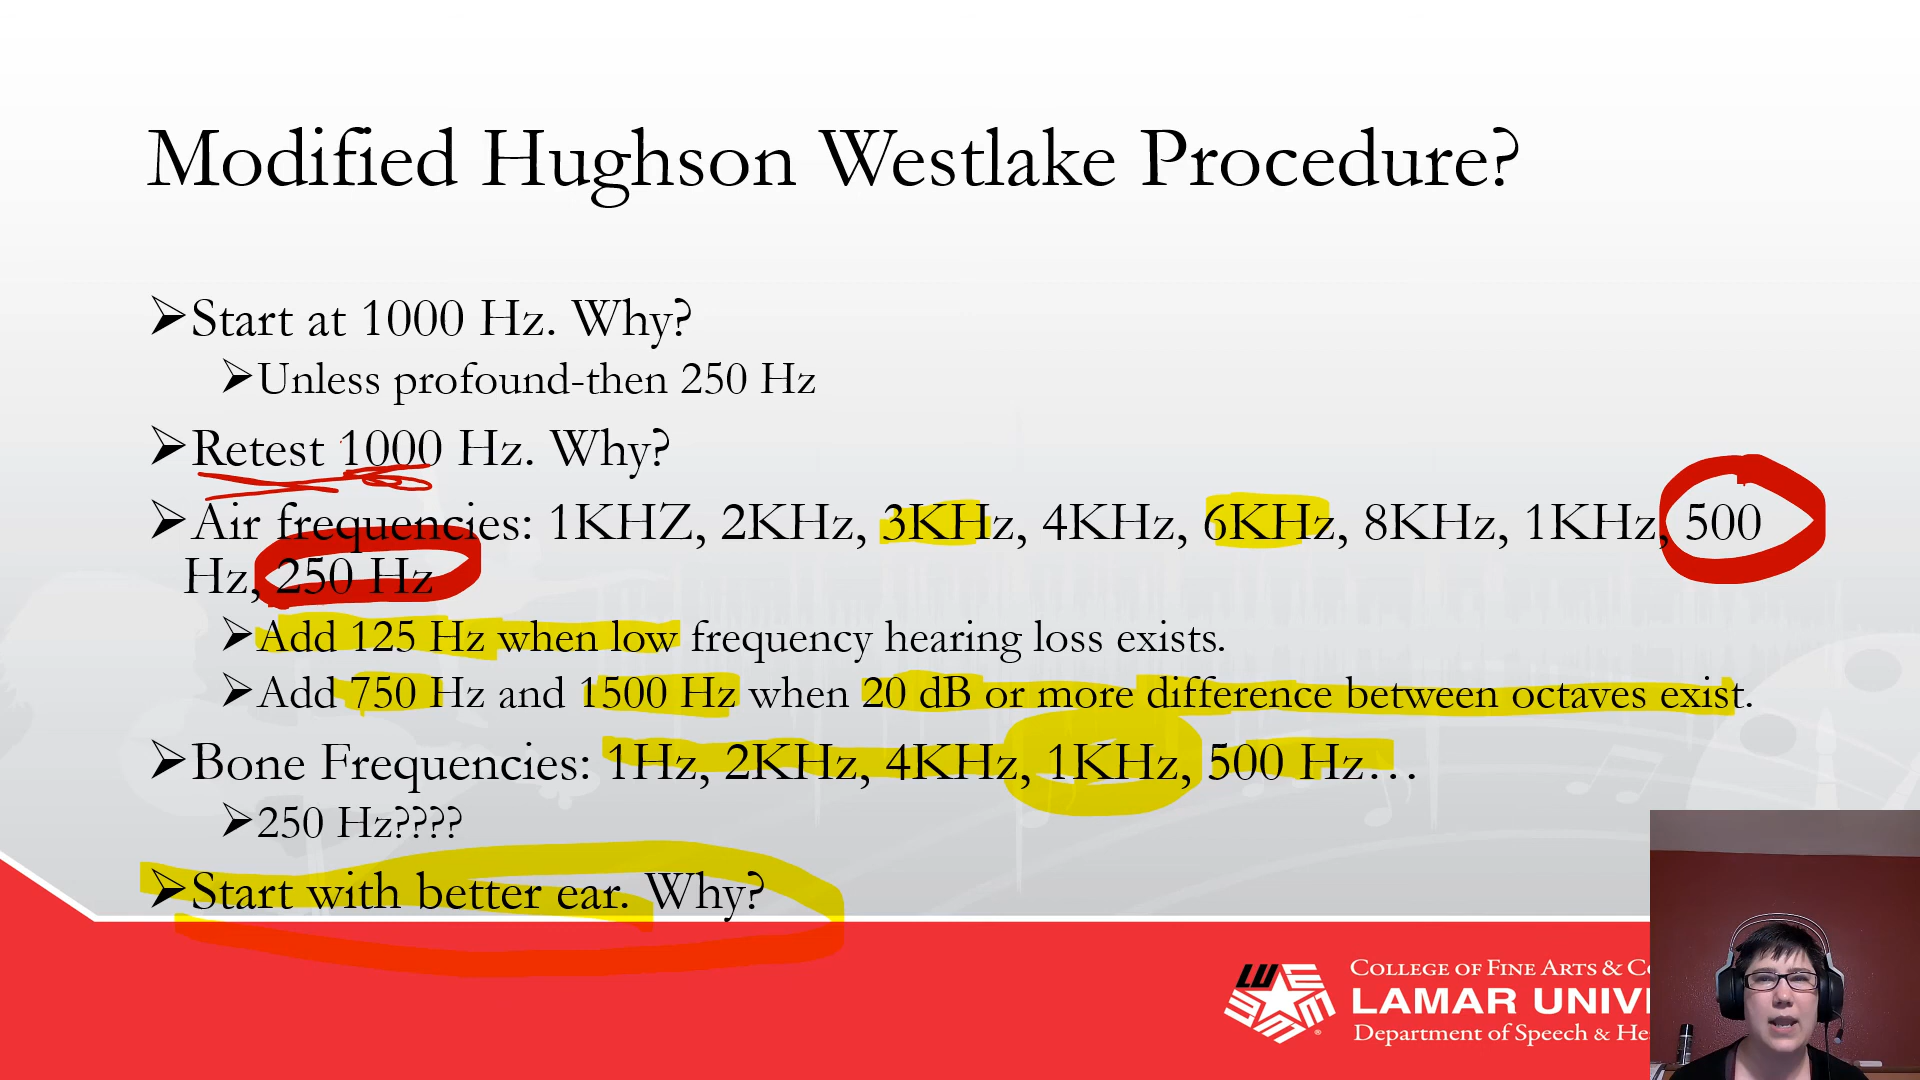 Modified Hughson Westlake Procedure?
➢Start at 1000 Hz. Why?
➢Unless profound-then 250 Hz
➢Retest 1000 Hz. Why?
➢Air frequencies: 1KHZ, 2KHz, 3KHz, 4KHz, 6KHz, 8KHz, 1KHz, 500
Hz, 250 Hz
➢Add 125 Hz when low frequency hearing loss exists.
➢Add 750 Hz and 1500 Hz when 20 dB or more difference between octaves exist.
➢Bone Frequencies: 1Hz, 2KHz, 4KHz, 1KHz, 500 Hz…
➢250 Hz????
➢Start with better ear. Why?
COLLEGE OF FINE ARTS & CO
LAMAR UNIV
Department of Speech & He